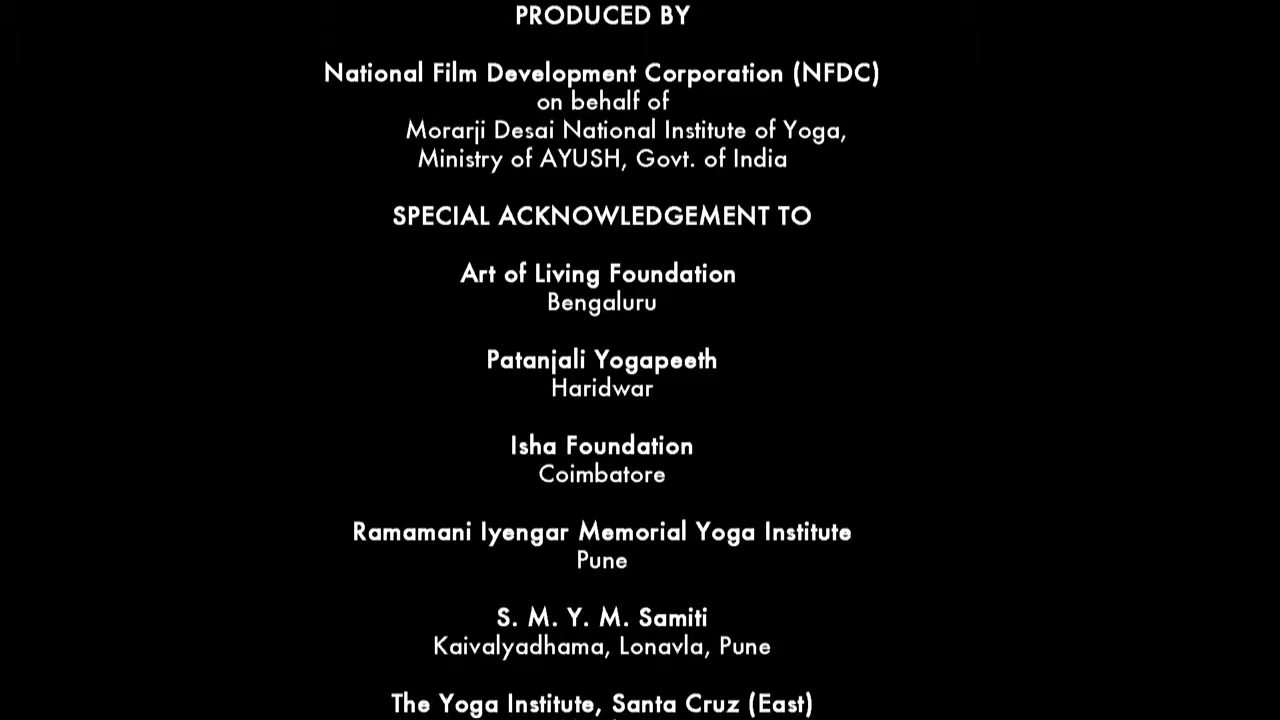 PRODUCED BY
National Film Development Corporation (NFDC)
on behalf of
Morarji Desai National Institute of Yoga,
Ministry of AYUSH, Govt. of India
SPECIAL ACKNOWLEDGEMENT TO
Art of Living Foundation
Bengaluru
Patanjali Yogapeeth
Haridwar
Isha Foundation
Coimbatore
Ramamani Iyengar Memorial Yoga Institute
Pune
S. M. Y. M. Samiti
Kaivalyadhama, Lonavla, Pune
The Yoga Institute, Santa Cruz (East)